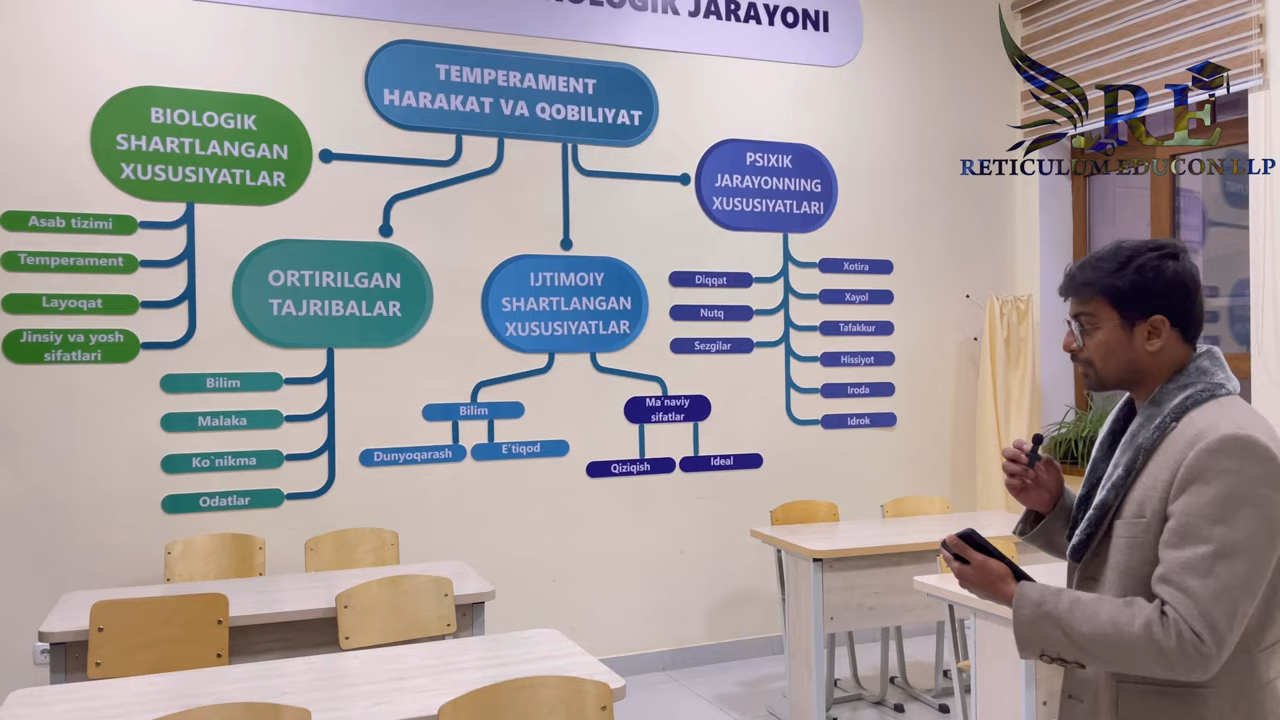 JARAYONI
TEMPERAMENT
HARAKAT VA QOBILIYAT
BIOLOGIK
SHARTLANGAN
XUSUSIYATLAR
Asab tizimi
Temperament
Layoqat
Jinsiy va yosh
sifatlari
ORTIRILGAN
TAJRIBALAR
Bilim
Malaka
Ko`nikma
Odatlar
IJTIMOIY
SHARTLANGAN
XUSUSIYATLAR
Bilim
Dunyoqarash
E'tiqod
Ma'naviy
sifatlar
Qiziqish
Ideal
PSIXIK
JARAYONNING
XUSUSIYATLARI
Diqqat
Nutq
Sezgilar
Xotira
Xayol
Tafakkur
Hissiyot
Iroda
Idrok
RE
RETICULUM EDUCON LLP